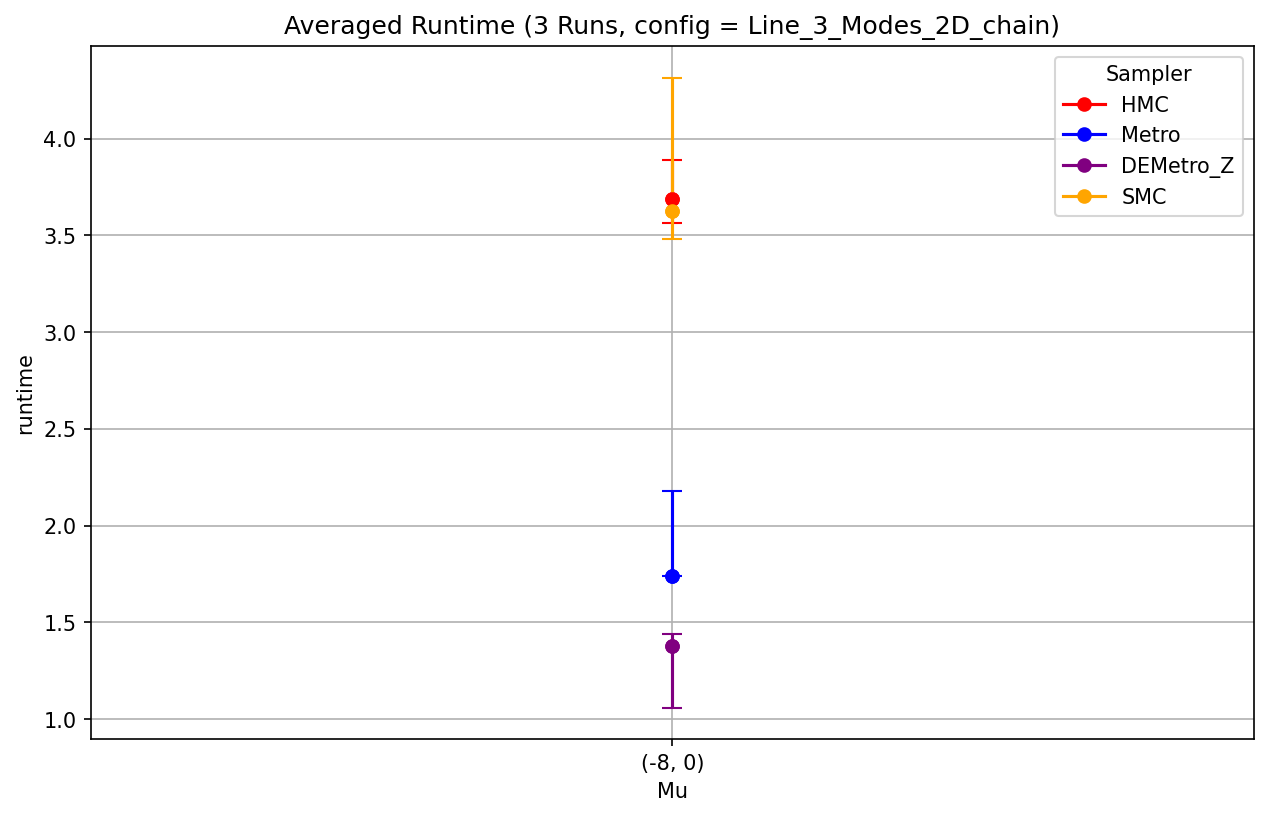 Averaged Runtime (3 Runs, config = Line_3_Modes_2D_chain)
Sampler
HMC
Metro
DEMetro_Z
SMC
4.0
3.5
3.0
2.5
2.0
1.5
1.0
runtime
(-8, 0)
Mu